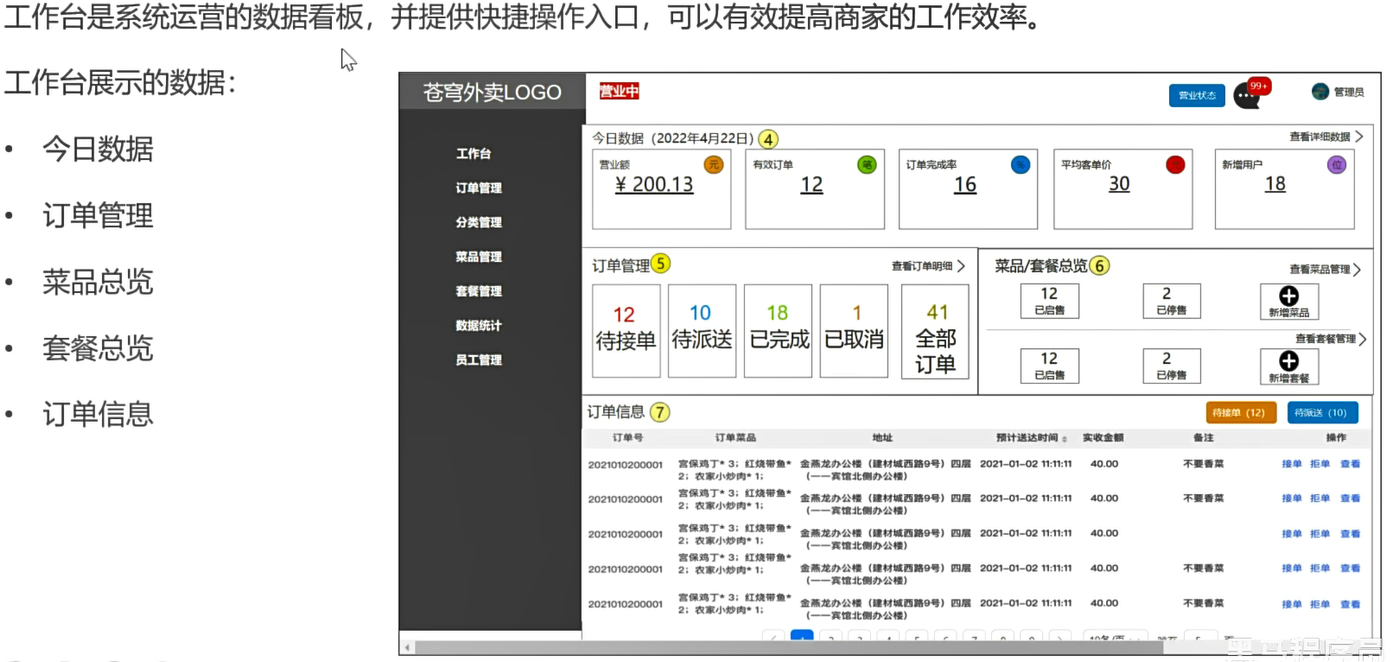 工作台是系统运营的数据看板，并提供快捷操作入口，可以有效提高商家的工作效率。
工作台展示的数据：
• 今日数据
• 订单管理
• 菜品总览
• 套餐总览
• 订单信息
苍穹外卖LOGO
营业中
营业状态
99+
管理员
工作台
订单管理
分类管理
菜品管理
套餐管理
数据统计
员工管理
今日数据（2022年4月22日） 4
查看详细数据
营业额 元
¥ 200.13
有效订单 笔
12
订单完成率
16
平均客单价
30
新增用户 位
18
订单管理 5
查看订单明细
12
待接单
10
待派送
18
已完成
1
已取消
41
全部
订单
菜品/套餐总览 6
查看菜品管理
12
已启售
2
已停售
新增菜品
查看套餐管理
12
已启售
2
已停售
新增套餐
订单信息 7
待接单（12）
待派送（10）
订单号 订单菜品 地址 预计送达时间 实收金额 备注 操作
2021010200001 宫保鸡丁* 3；红烧带鱼* 金燕龙办公楼（建材城西路9号）四层 2021-01-02 11:11:11 40.00 不要香菜 接单 拒单 查看
2；农家小炒肉* 1； （一一宾馆北侧办公楼）
2021010200001 宫保鸡丁* 3；红烧带鱼* 金燕龙办公楼（建材城西路9号）四层 2021-01-02 11:11:11 40.00 不要香菜 接单 拒单 查看
2；农家小炒肉* 1； （一一宾馆北侧办公楼）
2021010200001 宫保鸡丁* 3；红烧带鱼* 金燕龙办公楼（建材城西路9号）四层 2021-01-02 11:11:11 40.00 接单 拒单 查看
2；农家小炒肉* 1； （一一宾馆北侧办公楼）
2021010200001 宫保鸡丁* 3；红烧带鱼* 金燕龙办公楼（建材城西路9号）四层 2021-01-02 11:11:11 40.00 不要香菜 接单 拒单 查看
2；农家小炒肉* 1； （一一宾馆北侧办公楼）
2021010200001 宫保鸡丁* 3；红烧带鱼* 金燕龙办公楼（建材城西路9号）四层 2021-01-02 11:11:11 40.00 不要香菜 接单 拒单 查看
2；农家小炒肉* 1； （一一宾馆北侧办公楼）